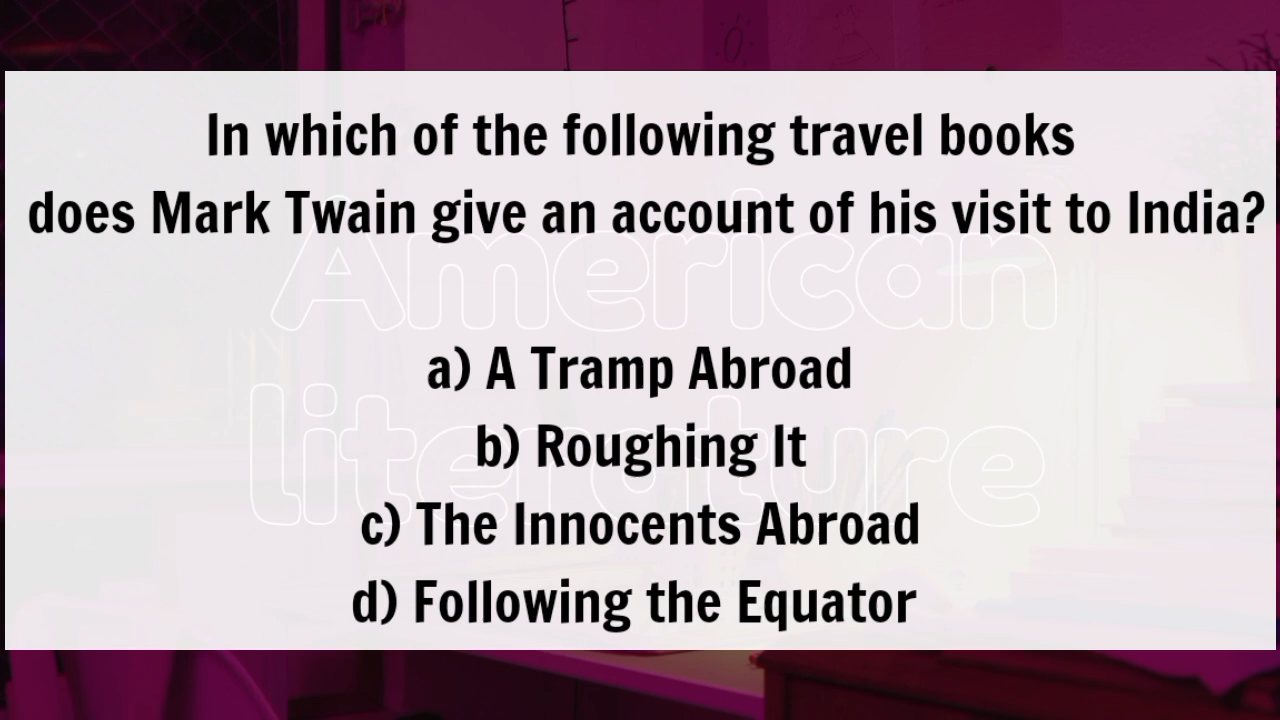 In which of the following travel books
does Mark Twain give an account of his visit to India?
American
literature
a) A Tramp Abroad
b) Roughing It
c) The Innocents Abroad
d) Following the Equator